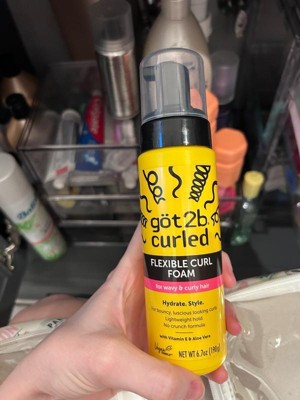 göt2b
curled
FLEXIBLE CURL
FOAM
for wavy & curly hair
Hydrate. Style.
For bouncy, luscious looking curls
Lightweight hold
No crunch formula
with Vitamin E & Aloe Vera
NET WT 6.7oz (190g)